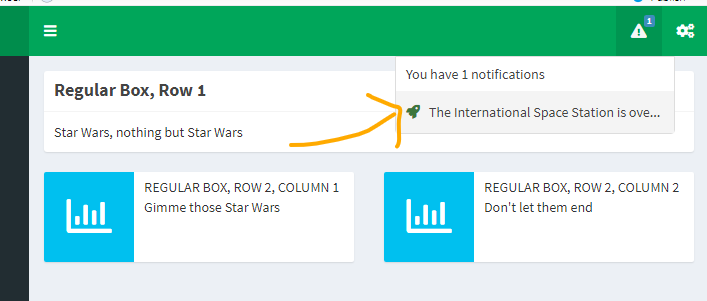 1
You have 1 notifications
Regular Box, Row 1
The International Space Station is ove...
Star Wars, nothing but Star Wars
REGULAR BOX, ROW 2, COLUMN 1
Gimme those Star Wars
REGULAR BOX, ROW 2, COLUMN 2
Don't let them end